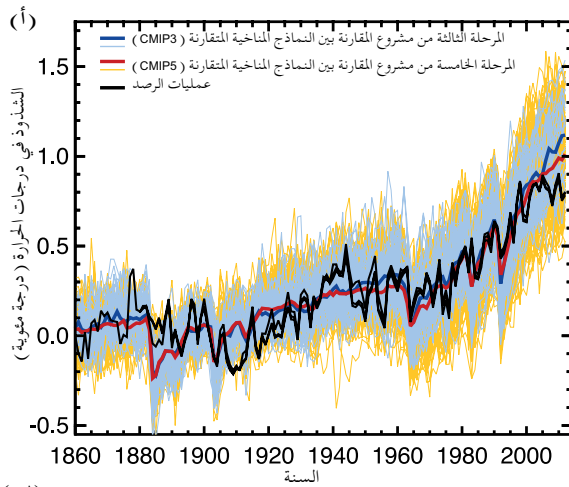 (أ)
المرحلة الثالثة من مشروع المقارنة بين النماذج المناخية المتقارنة (CMIP3)
المرحلة الخامسة من مشروع المقارنة بين النماذج المناخية المتقارنة (CMIP5)
عمليات الرصد
الشذوذ في درجات الحرارة (درجة مئوية)
1.5
1.0
0.5
0.0
-0.5
1860 1880 1900 1920 1940 1960 1980 2000
السنة